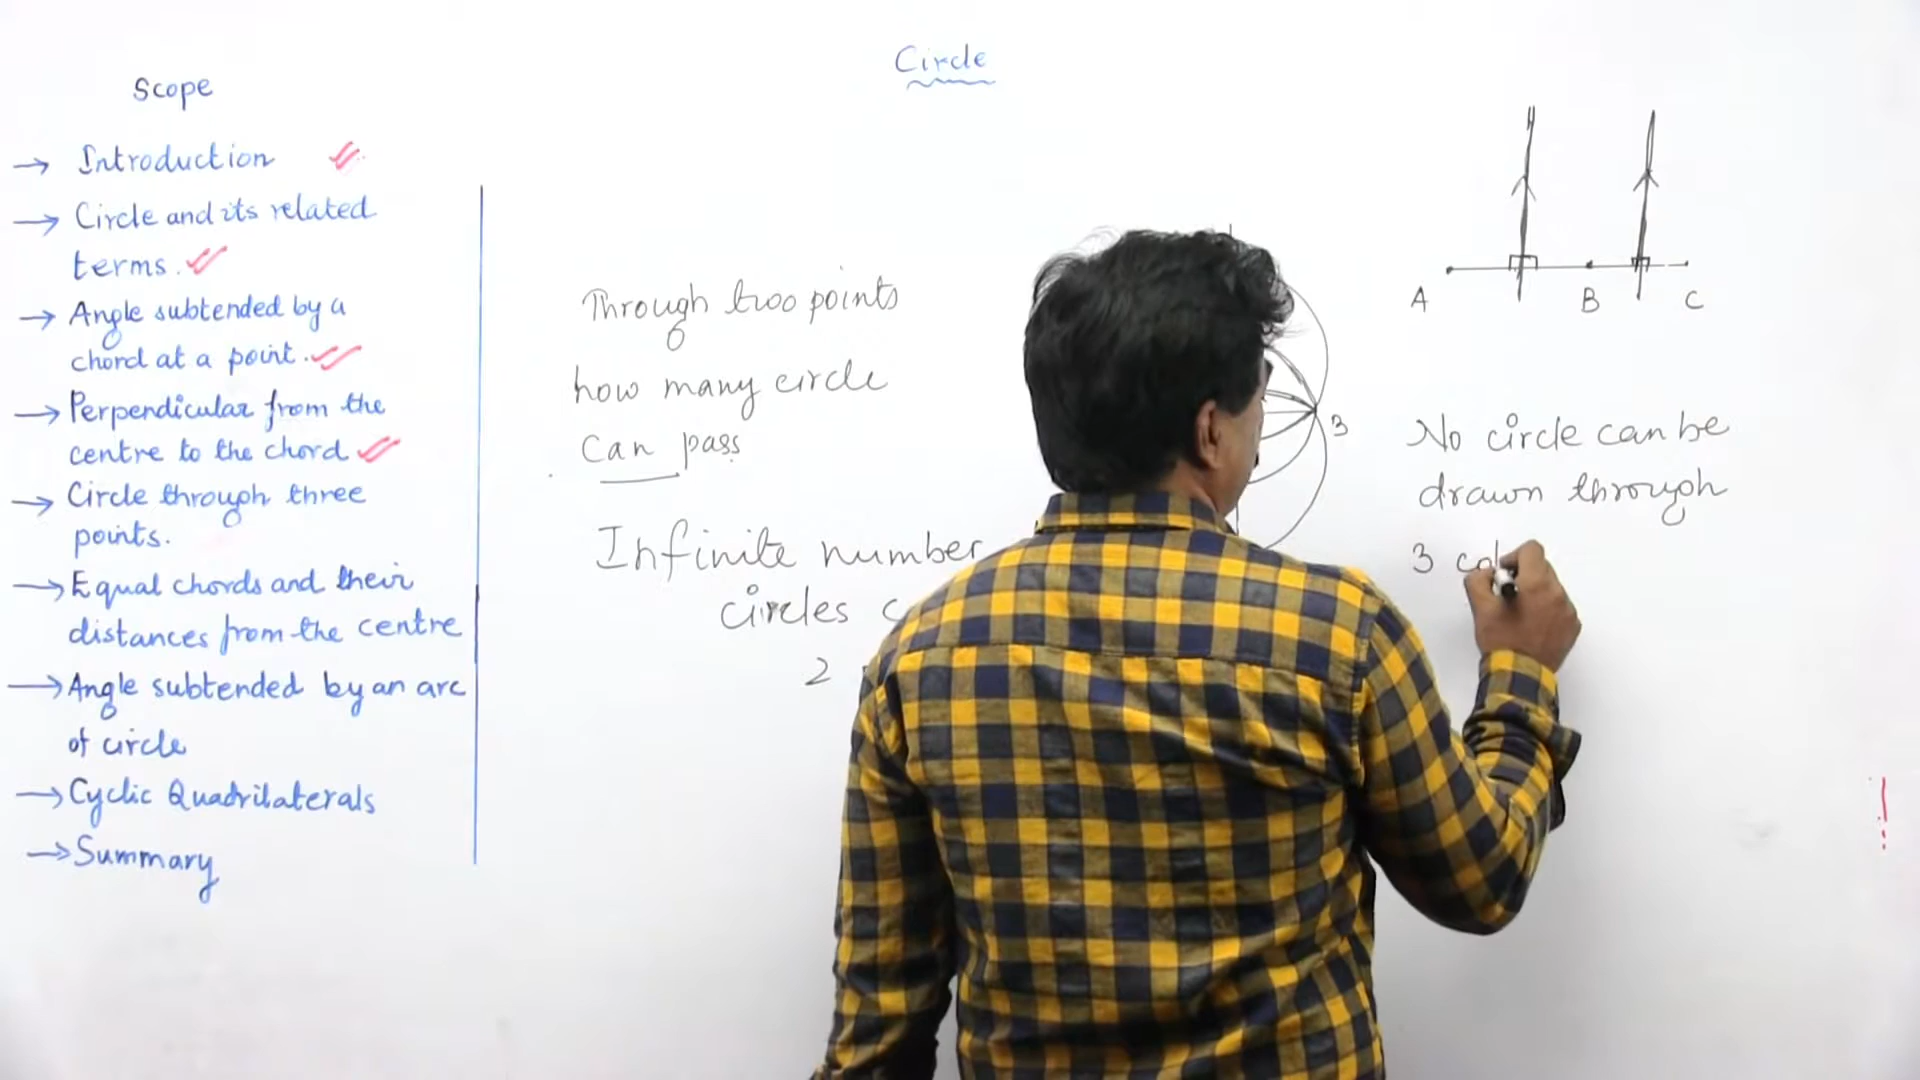 Circle
Scope
→ Introduction
→ Circle and its related
terms.
→ Angle subtended by a
chord at a point.
→ Perpendicular from the
centre to the chord
→ Circle through three
points.
→ Equal chords and their
distances from the centre
→ Angle subtended by an arc
of circle
→ Cyclic Quadrilaterals
→ Summary
Through two points
how many circle
can pass
Infinite number
circles c
2
3
A B C
No circle can be
drawn through
3 col